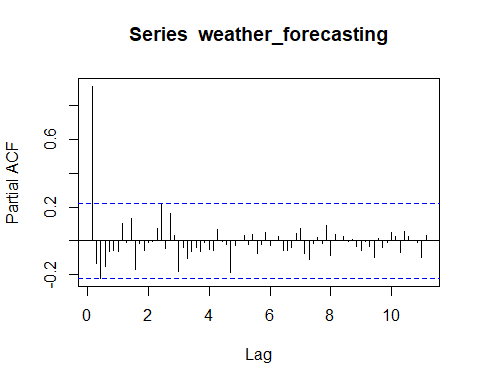 Series weather_forecasting
Partial ACF
0.6
0.2
-0.2
0 2 4 6 8 10
Lag